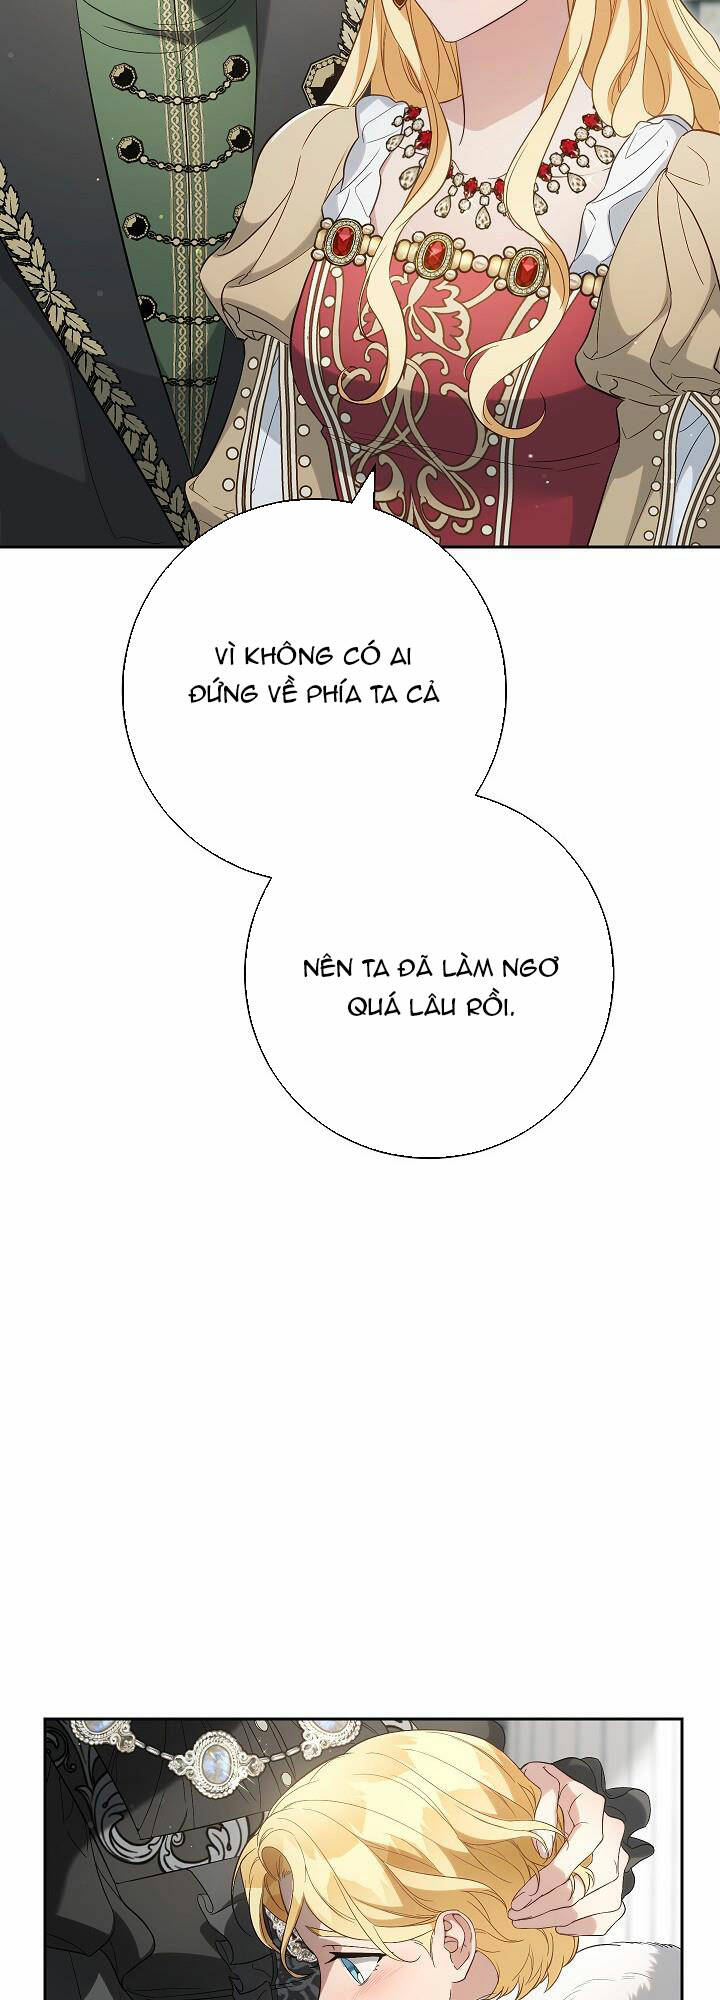 VÌ KHÔNG CÓ AI
ĐỨNG VỀ PHÍA TA CẢ
NÊN TA ĐÃ LÀM NGƠ
QUÁ LÂU RỒI.